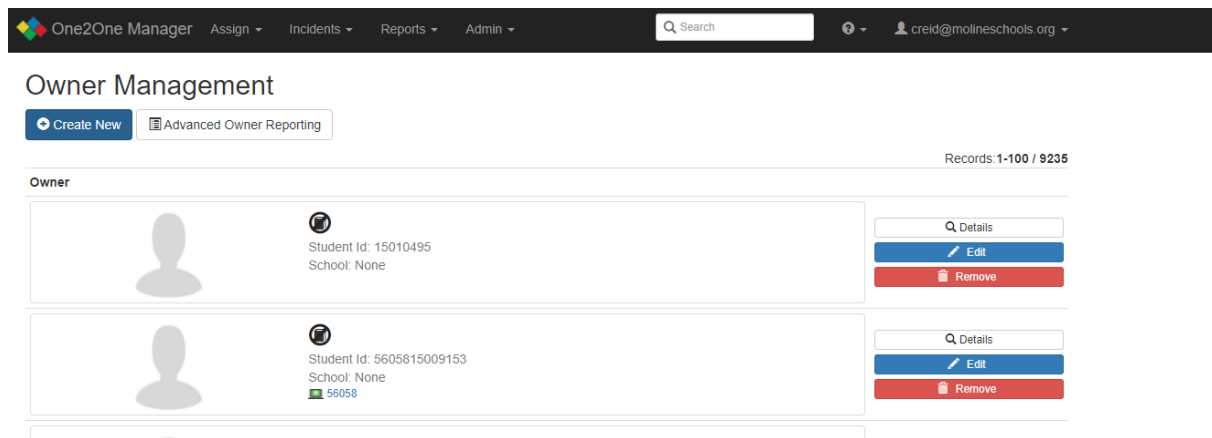 One2One Manager Assign Incidents Reports Admin Search creid@molineschools.org
Owner Management
Create New Advanced Owner Reporting
Records:1-100 / 9235
Owner
Student Id: 15010495
School: None
Details
Edit
Remove
Student Id: 5605815009153
School: None
56058
Details
Edit
Remove